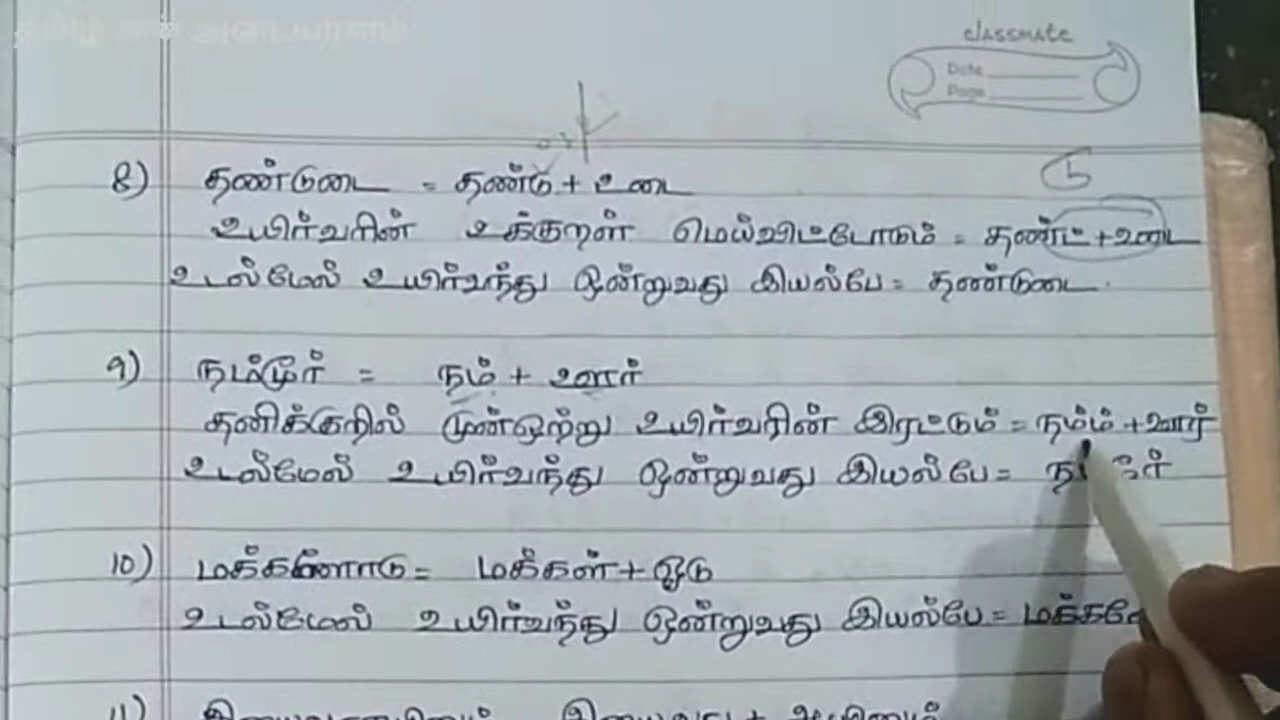 classmate
Date
Page
8) தண்டுடை = தண்டு + உடை
உயிர்வரின் உக்குறள் மெய்விட்டோடும் = தண்ட் + உடை
உடல்மேல் உயிர்வந்து ஒன்றுவது இயல்பே = தண்டுடை.
9) நம்மூர் = நம் + ஊர்
தனிக்குறில் முன்ஒற்று உயிர்வரின் இரட்டும் = நம்ம் + ஊர்
உடல்மேல் உயிர்வந்து ஒன்றுவது இயல்பே =
10) மக்களோடு = மக்கள் + ஓடு
உடல்மேல் உயிர்வந்து ஒன்றுவது இயல்பே =
11)